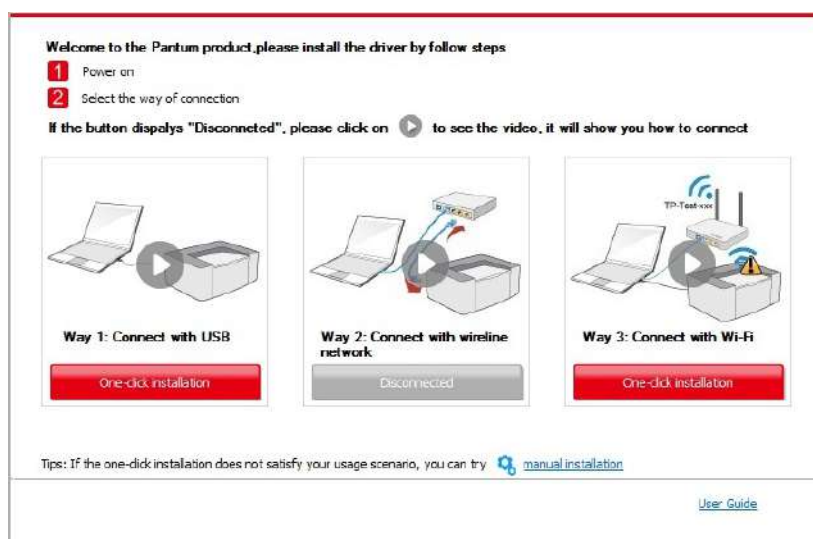 Welcome to the Pantum product,please install the driver by follow steps
1 Power on
2 Select the way of connection
If the button dispalys "Disconneted", please click on to see the video, it will show you how to connect
TP-Test-xxx
Way 1: Connect with USB
Way 2: Connect with wireline
network
Way 3: Connect with Wi-Fi
One-click installation
Disconnected
One-click installation
Tips: If the one-click installation does not satisfy your usage scenario, you can try manual installation
User Guide